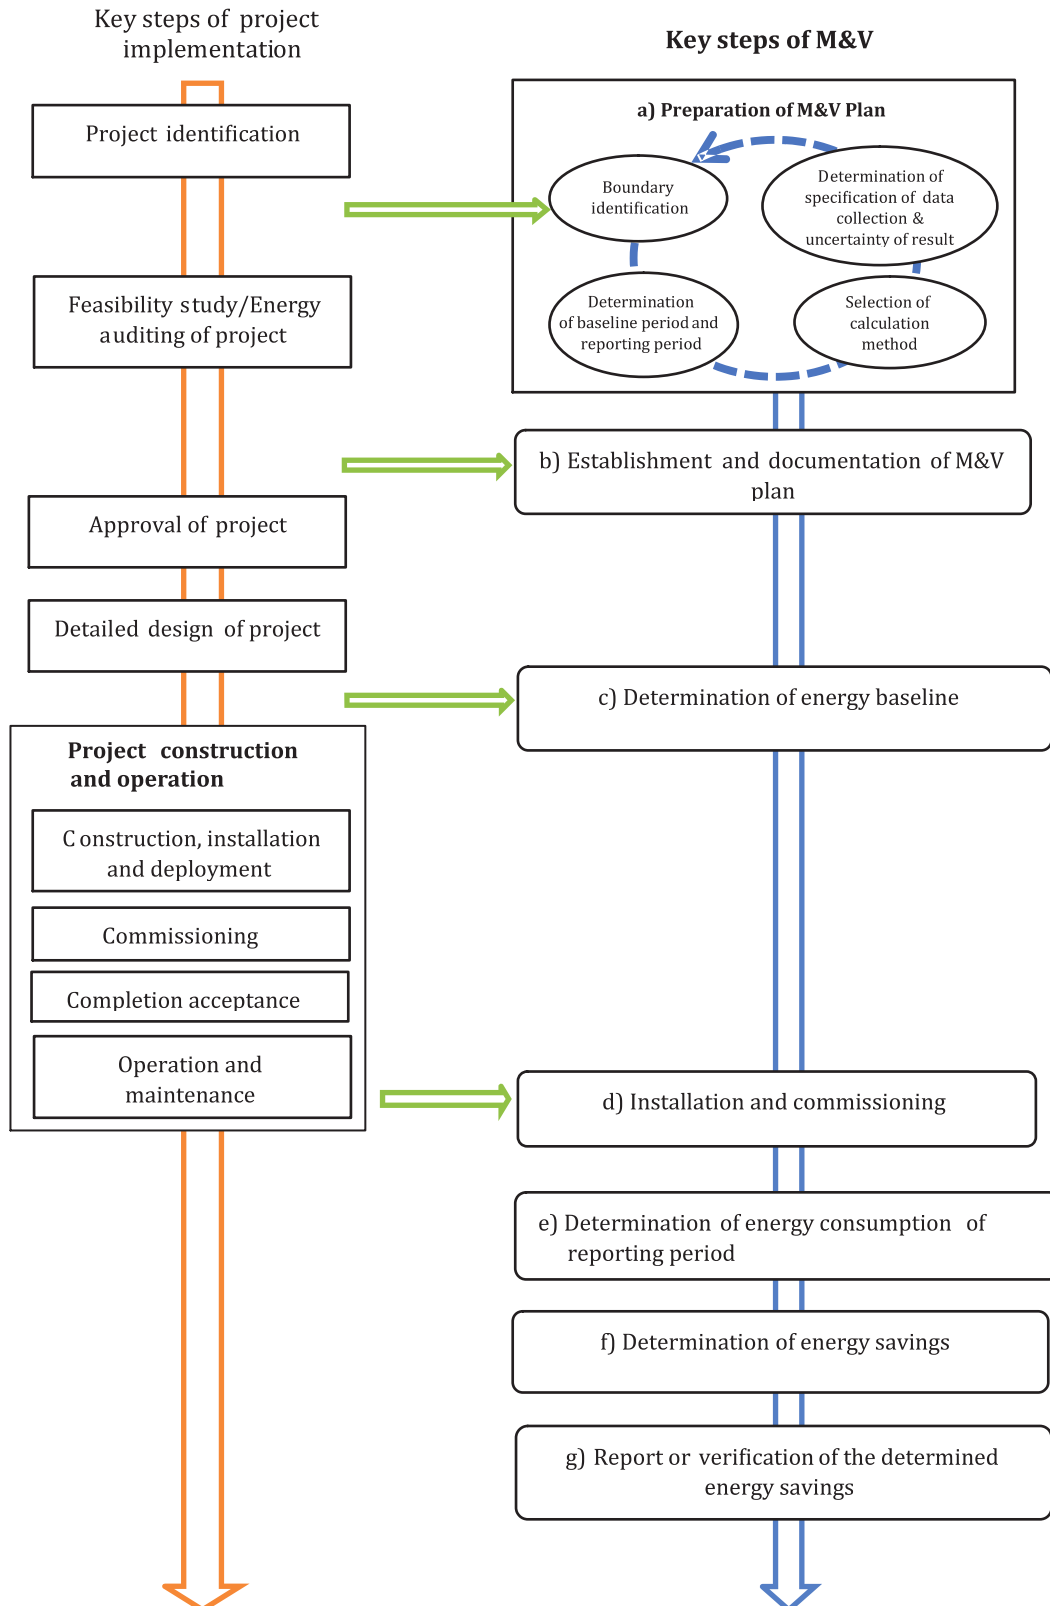 Key steps of project
implementation
Project identification
Feasibility study/Energy
auditing of project
Approval of project
Detailed design of project
Project construction
and operation
C onstruction, installation
and deployment
Commissioning
Completion acceptance
Operation and
maintenance
Key steps of M&V
a) Preparation of M&V Plan
Boundary
identification
Determination of
specification of data
collection &
uncertainty of result
Determination
of baseline period and
reporting period
Selection of
calculation
method
b) Establishment and documentation of M&V
plan
c) Determination of energy baseline
d) Installation and commissioning
e) Determination of energy consumption of
reporting period
f) Determination of energy savings
g) Report or verification of the determined
energy savings